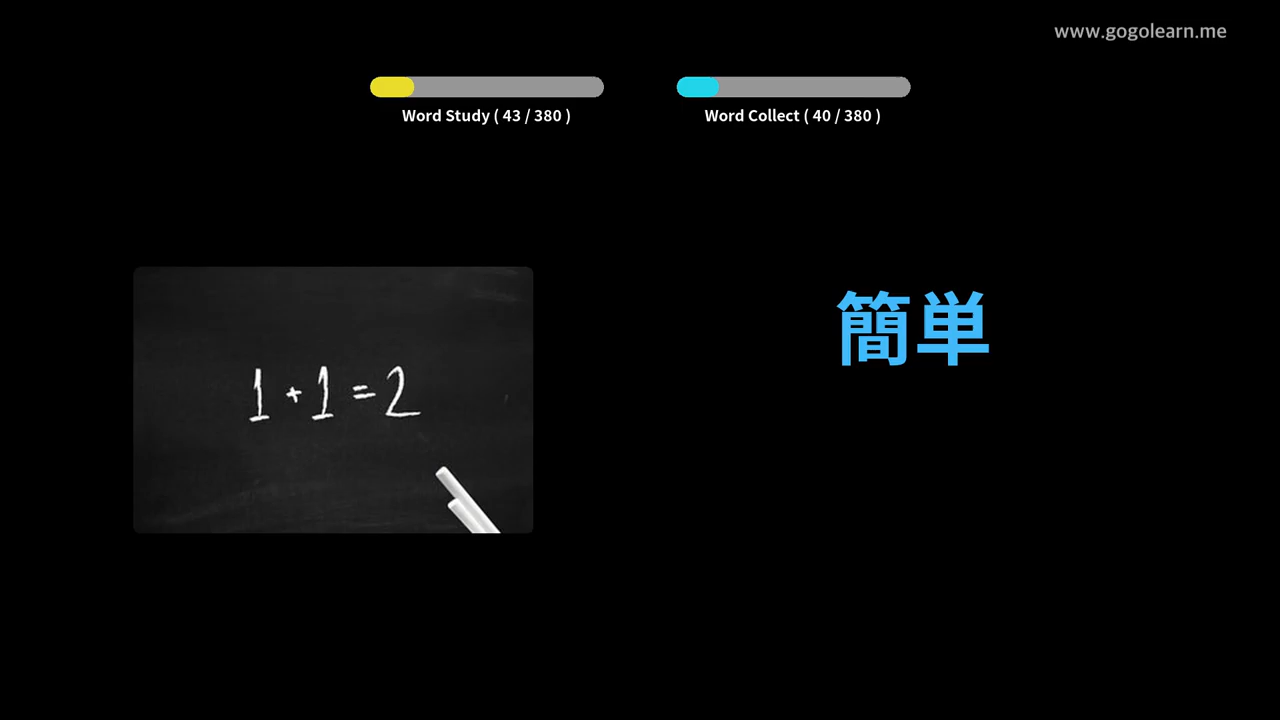 www.gogolearn.me
Word Study ( 43 / 380 )
Word Collect ( 40 / 380 )
簡単
1 + 1 = 2